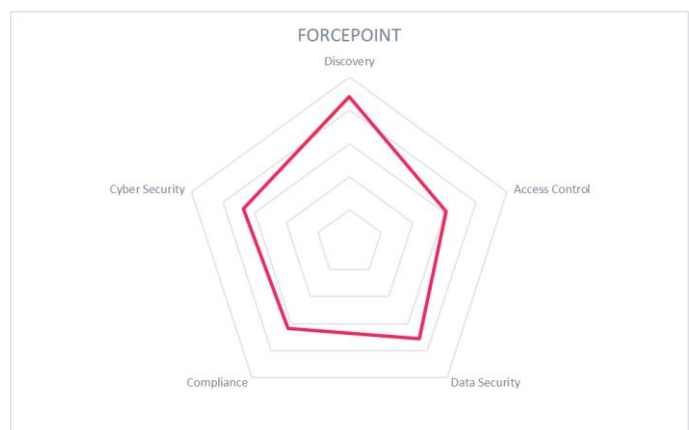 FORCEPOINT
Discovery
Cyber Security
Access Control
Compliance
Data Security